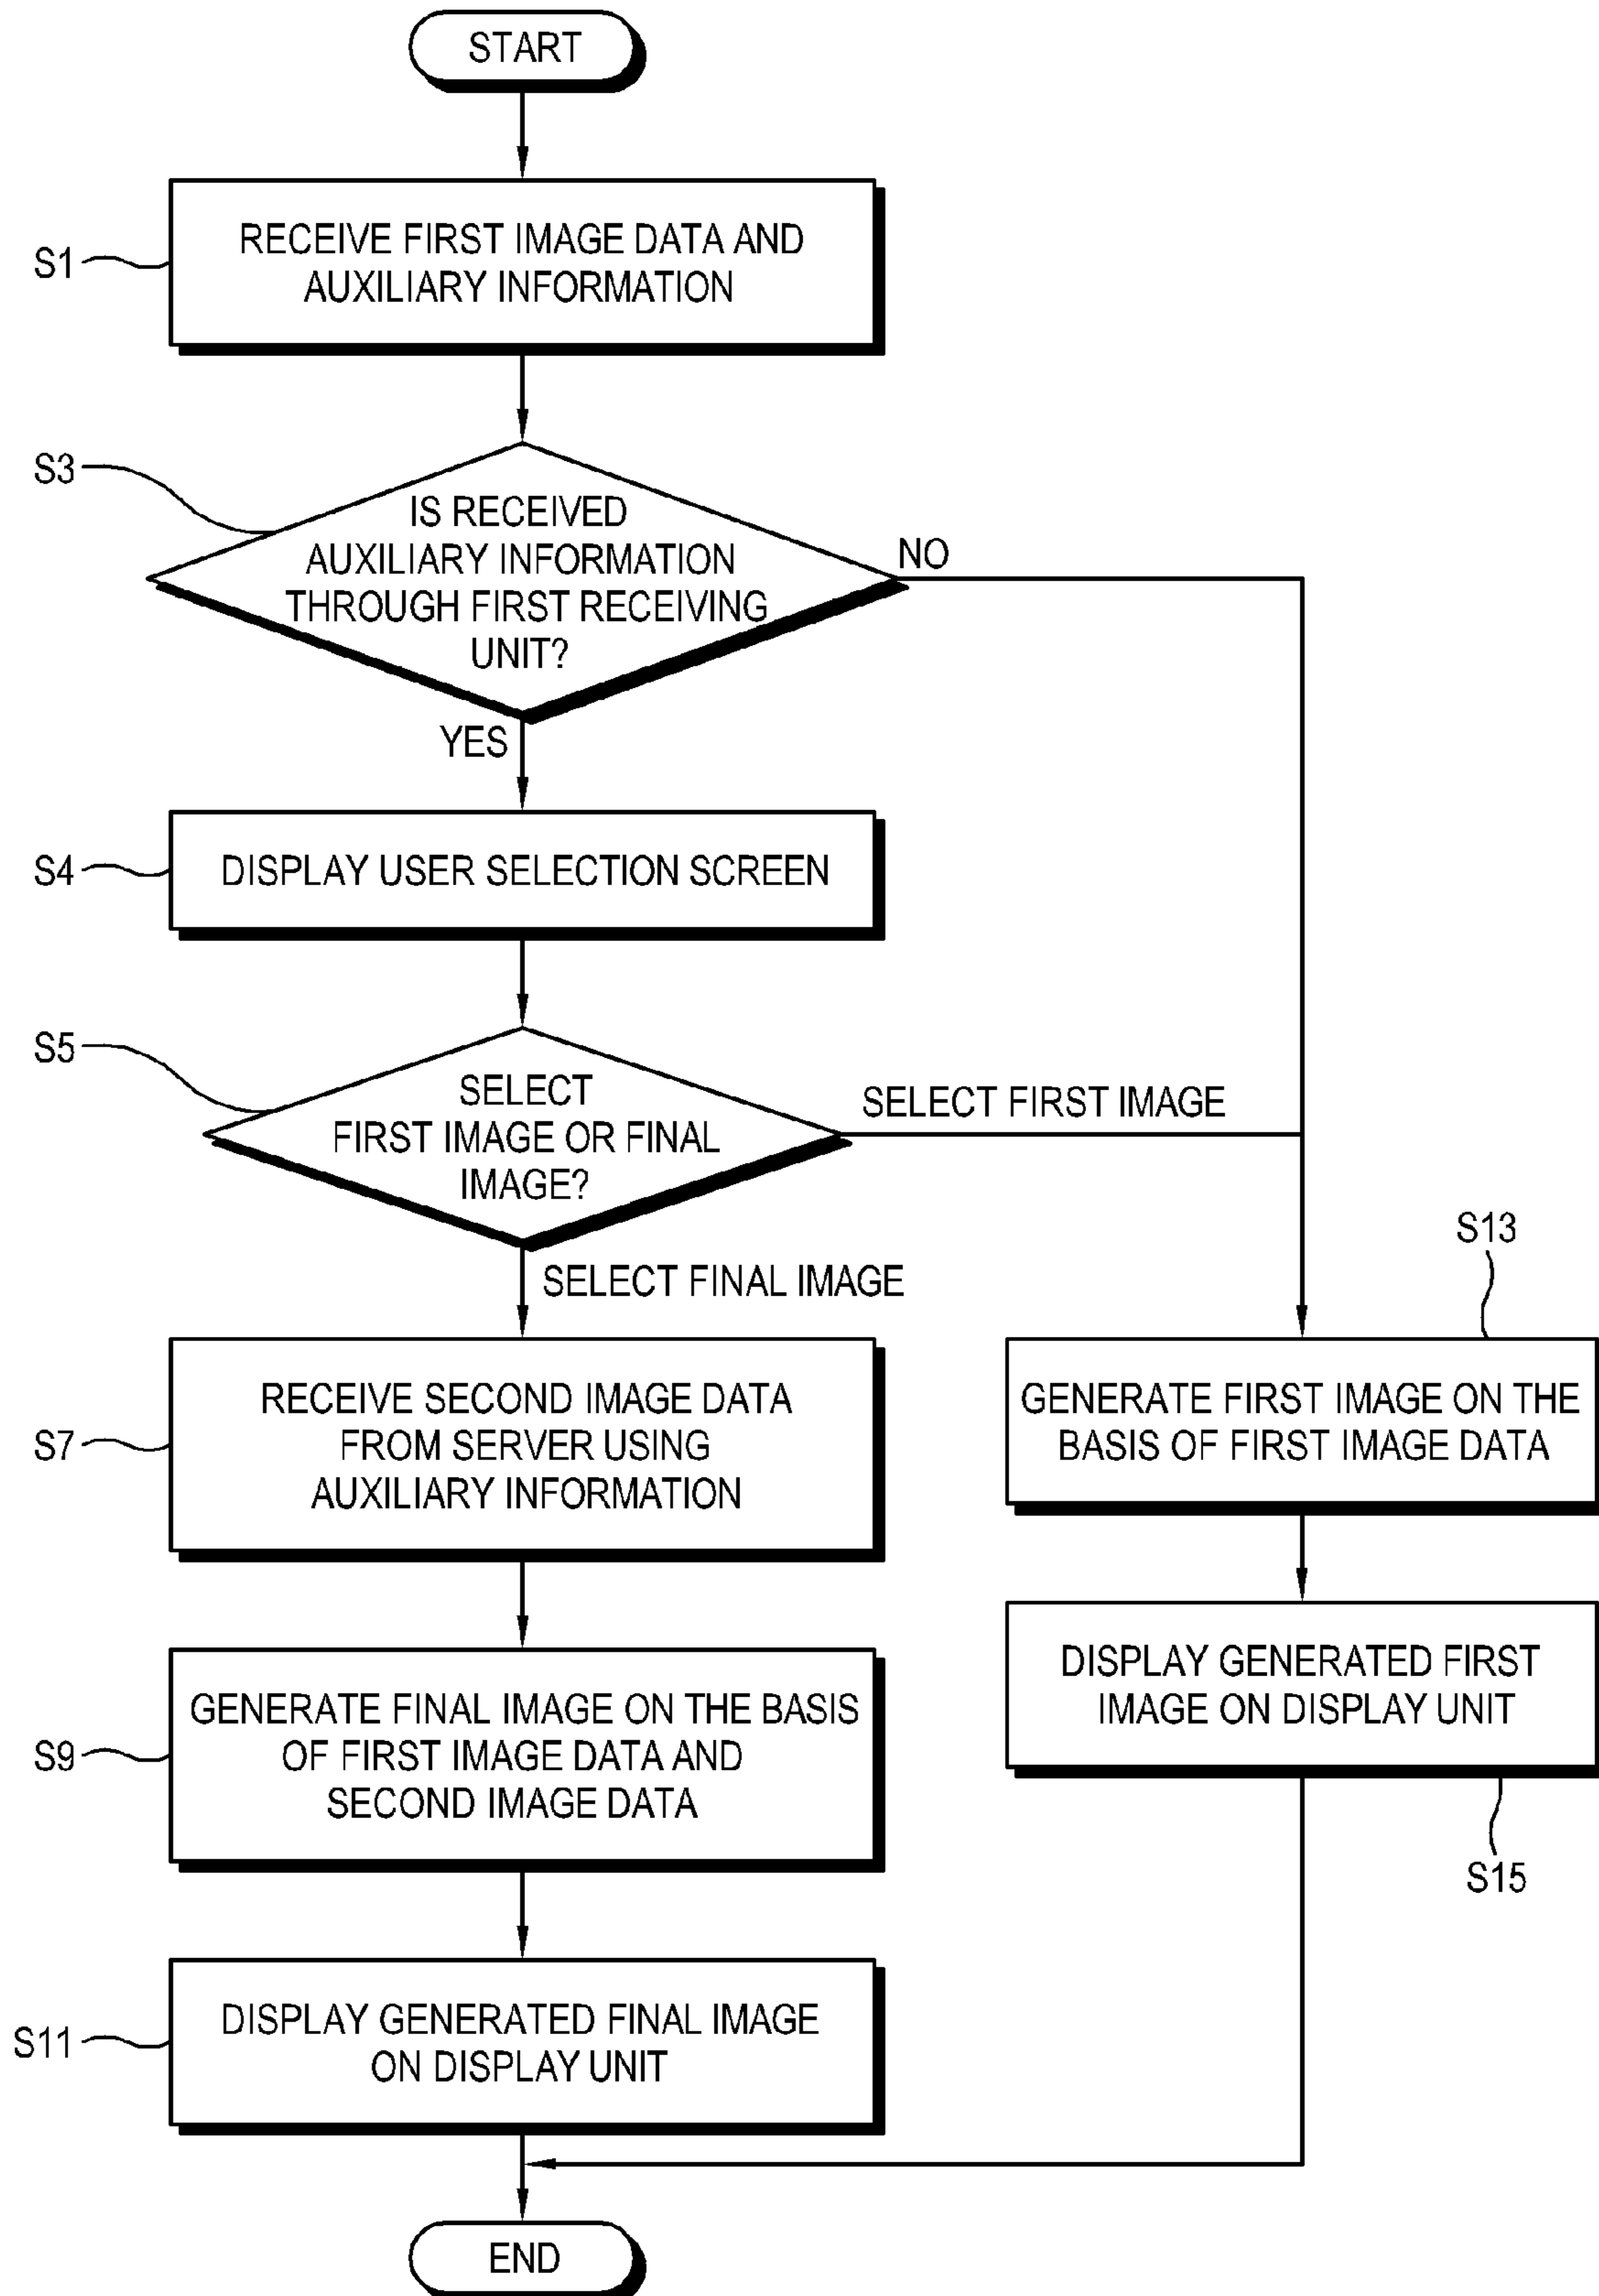 START
S1
RECEIVE FIRST IMAGE DATA AND
AUXILIARY INFORMATION
S3
IS RECEIVED
AUXILIARY INFORMATION
THROUGH FIRST RECEIVING
UNIT?
NO
YES
S4
DISPLAY USER SELECTION SCREEN
S5
SELECT
FIRST IMAGE OR FINAL
IMAGE?
SELECT FIRST IMAGE
SELECT FINAL IMAGE
S7
RECEIVE SECOND IMAGE DATA
FROM SERVER USING
AUXILIARY INFORMATION
S9
GENERATE FINAL IMAGE ON THE BASIS
OF FIRST IMAGE DATA AND
SECOND IMAGE DATA
S11
DISPLAY GENERATED FINAL IMAGE
ON DISPLAY UNIT
S13
GENERATE FIRST IMAGE ON THE
BASIS OF FIRST IMAGE DATA
DISPLAY GENERATED FIRST
IMAGE ON DISPLAY UNIT
S15
END